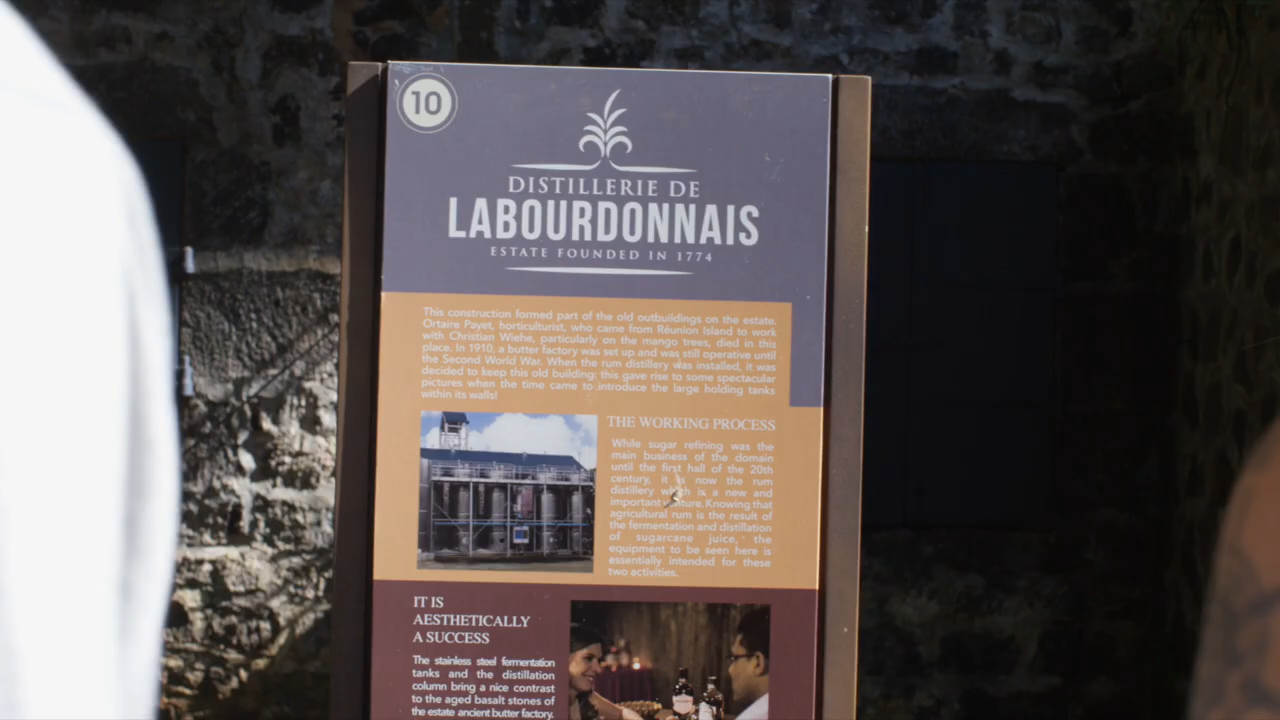 10
DISTILLERIE DE
LABOURDONNAIS
ESTATE FOUNDED IN 1774
This construction formed part of the old outbuildings on the estate.
Ortaire Payet, horticulturist, who came from Réunion Island to work
with Christian Wiehe, particularly on the mango trees, died in this
place. In 1910, a butter factory was set up and was still operative until
the Second World War. When the rum distillery was installed, it was
decided to keep this old building; this gave rise to some spectacular
pictures when the time came to introduce the large holding tanks
within its walls!
THE WORKING PROCESS
While sugar refining was the
main business of the domain
until the first half of the 20th
century, it is now the rum
distillery which is a new and
important venture. Knowing that
agricultural rum is the result of
the fermentation and distillation
of sugarcane juice, the
equipment to be seen here is
essentially intended for these
two activities.
IT IS
AESTHETICALLY
A SUCCESS
The stainless steel fermentation
tanks and the distillation
column bring a nice contrast
to the aged basalt stones of
the estate ancient butter factory.